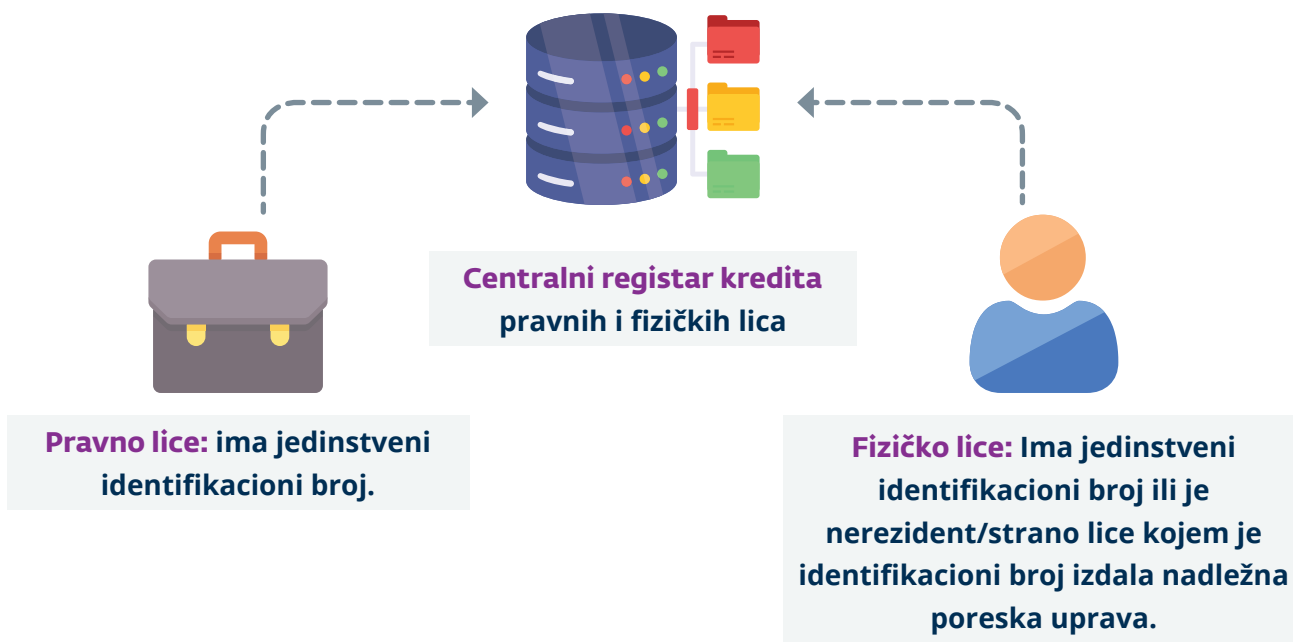 Centralni registar kredita
pravnih i fizičkih lica
Pravno lice: ima jedinstveni
identifikacioni broj.
Fizičko lice: Ima jedinstveni
identifikacioni broj ili je
nerezident/strano lice kojem je
identifikacioni broj izdala nadležna
poreska uprava.